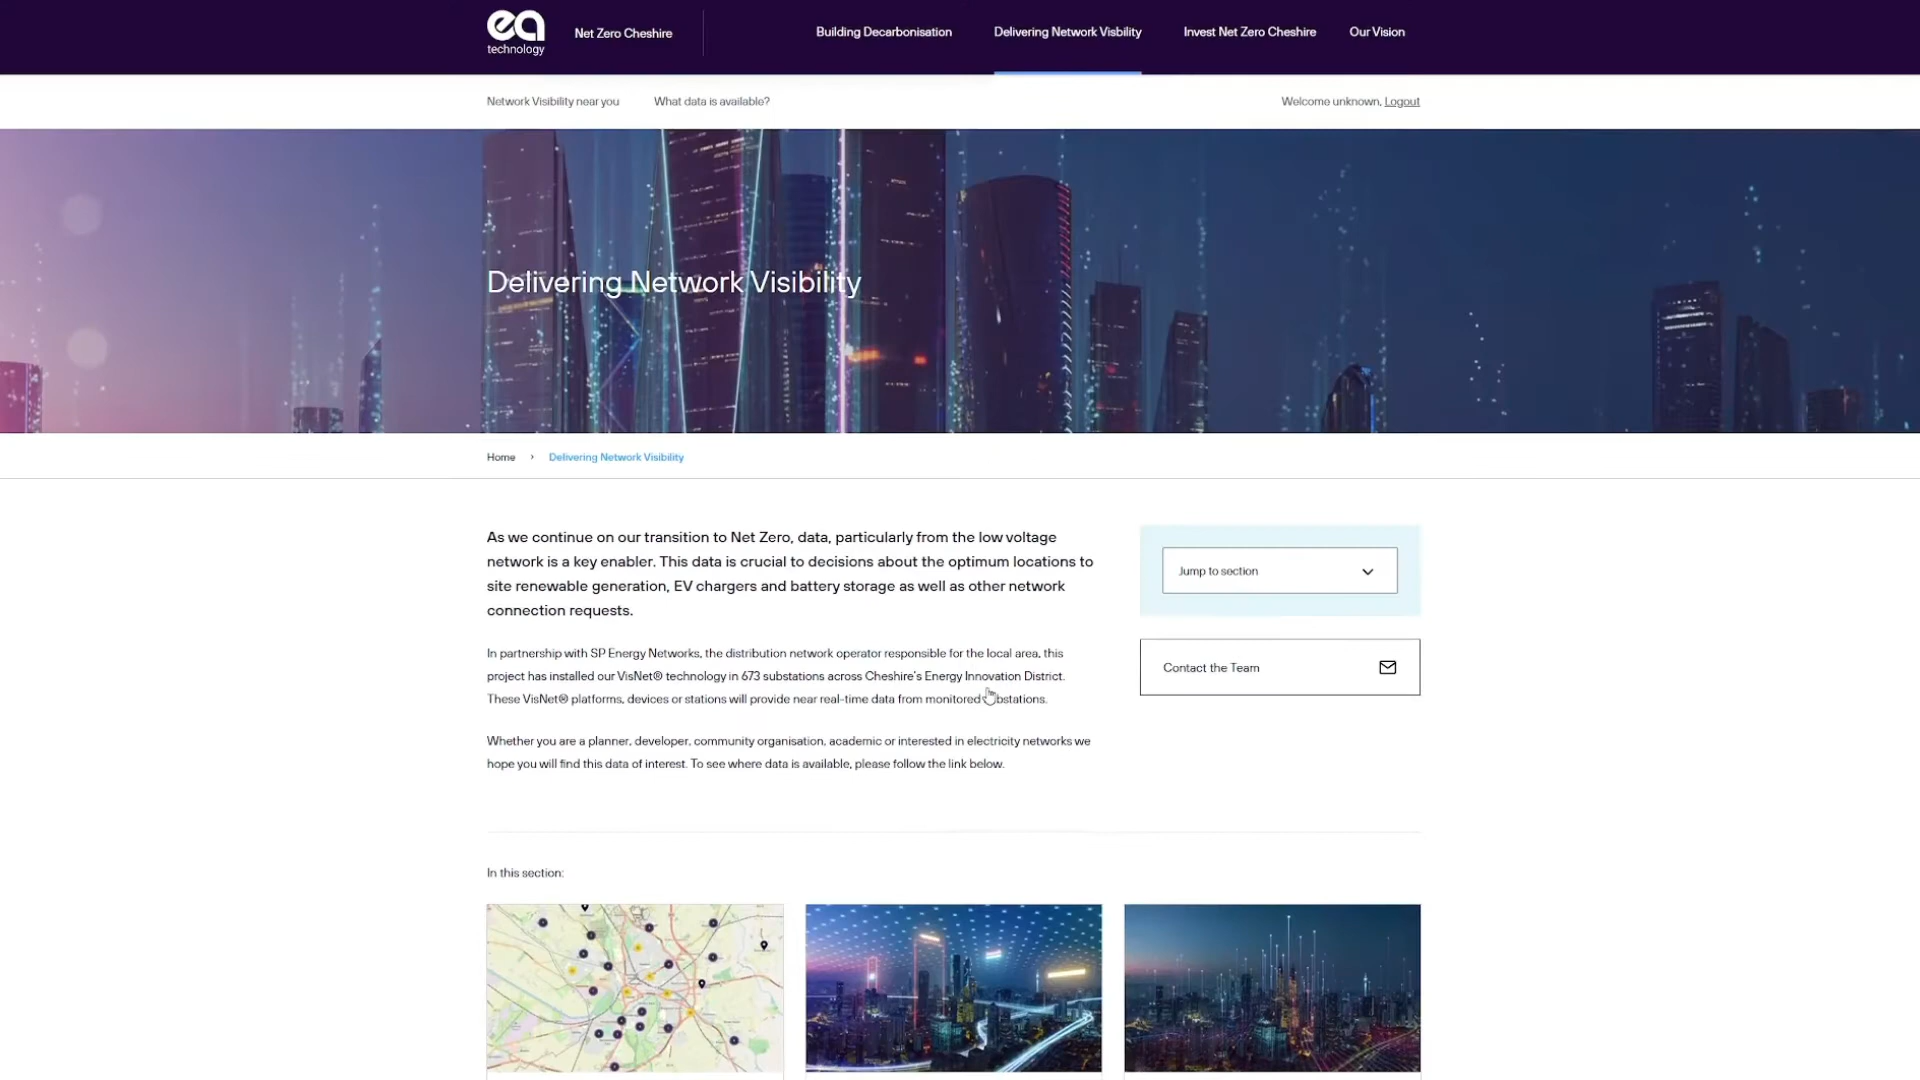 ea
technology
Net Zero Cheshire
Building Decarbonisation
Delivering Network Visbility
Invest Net Zero Cheshire
Our Vision
Network Visibility near you
What data is available?
Welcome unknown, Logout
Delivering Network Visibility
Home › Delivering Network Visibility
As we continue on our transition to Net Zero, data, particularly from the low voltage
network is a key enabler. This data is crucial to decisions about the optimum locations to
site renewable generation, EV chargers and battery storage as well as other network
connection requests.
In partnership with SP Energy Networks, the distribution network operator responsible for the local area, this
project has installed our VisNet® technology in 673 substations across Cheshire's Energy Innovation District.
These VisNet® platforms, devices or stations will provide near real-time data from monitored substations.
Whether you are a planner, developer, community organisation, academic or interested in electricity networks we
hope you will find this data of interest. To see where data is available, please follow the link below.
Jump to section
Contact the Team
In this section: